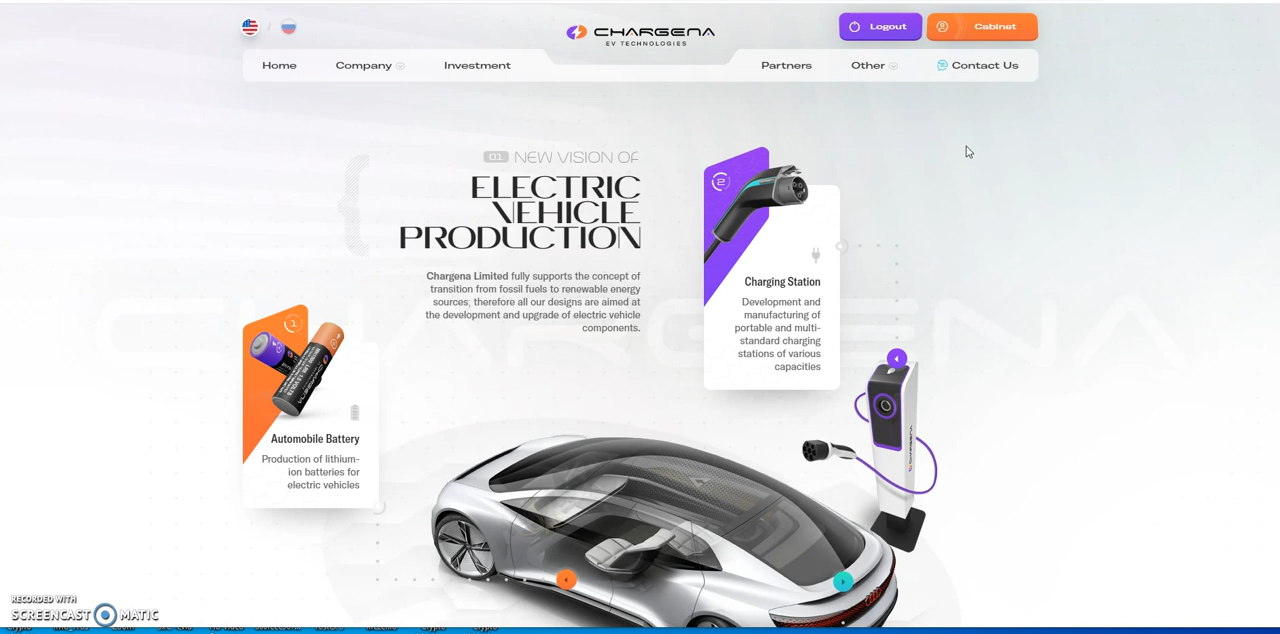 Logout
Cabinet
CHARGENA
EV TECHNOLOGIES
Home
Company
Investment
Partners
Other
Contact Us
01 NEW VISION OF
ELECTRIC
VEHICLE
PRODUCTION
Chargena Limited fully supports the concept of
transition from fossil fuels to renewable energy
sources, therefore all our designs are aimed at
the development and upgrade of electric vehicle
components.
2
Charging Station
Development and
manufacturing of
portable and multi-
standard charging
stations of various
capacities
1
Automobile Battery
Production of lithium-
ion batteries for
electric vehicles
CHARGENA
RECORDED WITH
SCREENCAST MATIC